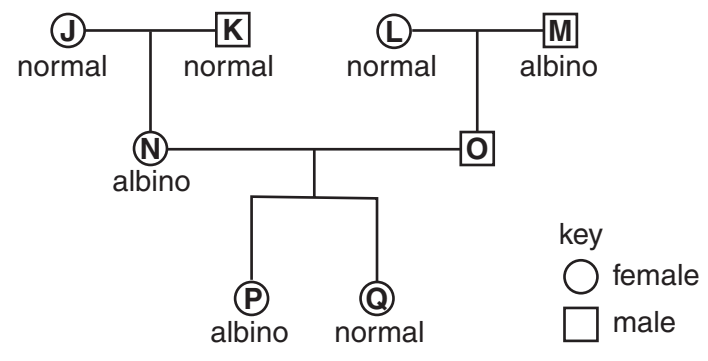 J K L M
normal normal normal albino
N O
albino
key
female
P Q male
albino normal